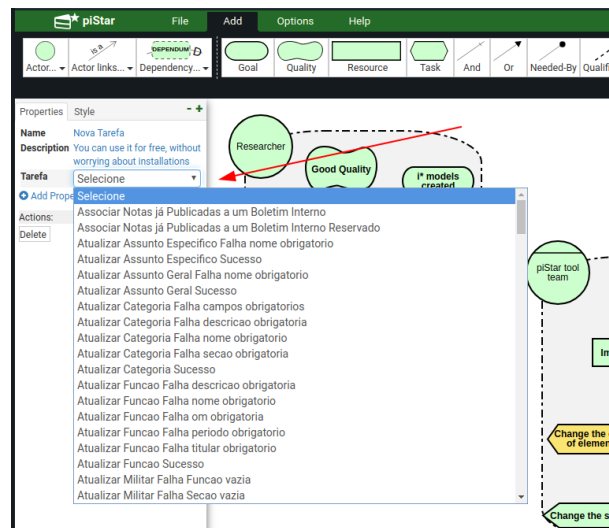 piStar File Add Options Help
is a DEPENDUM D
Actor... Actor links... Dependency... Goal Quality Resource Task And Or Needed-By
Properties Style - +
Name Nova Tarefa
Description You can use it for free, without
worrying about installations
Tarefa Selecione
Add Prope
Actions:
Delete
Selecione
Associar Notas já Publicadas a um Boletim Interno
Associar Notas já Publicadas a um Boletim Interno Reservado
Atualizar Assunto Especifico Falha nome obrigatorio
Atualizar Assunto Especifico Sucesso
Atualizar Assunto Geral Falha nome obrigatorio
Atualizar Assunto Geral Sucesso
Atualizar Categoria Falha campos obrigatorios
Atualizar Categoria Falha descricao obrigatoria
Atualizar Categoria Falha nome obrigatorio
Atualizar Categoria Falha secao obrigatoria
Atualizar Categoria Sucesso
Atualizar Funcao Falha descricao obrigatoria
Atualizar Funcao Falha nome obrigatorio
Atualizar Funcao Falha om obrigatoria
Atualizar Funcao Falha periodo obrigatorio
Atualizar Funcao Falha titular obrigatorio
Atualizar Funcao Sucesso
Atualizar Militar Falha Funcao vazia
Atualizar Militar Falha Secao vazia
Researcher
Good Quality
i* models
created
piStar tool
team
Change the
of elemen
Change the s